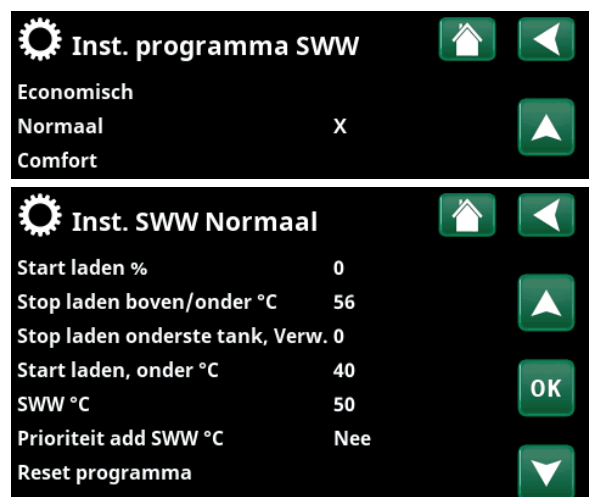 Inst. programma SWW
Economisch
Normaal X
Comfort
Inst. SWW Normaal
Start laden % 0
Stop laden boven/onder °C 56
Stop laden onderste tank, Verw. 0
Start laden, onder °C 40
OK
SWW °C 50
Prioriteit add SWW °C Nee
Reset programma